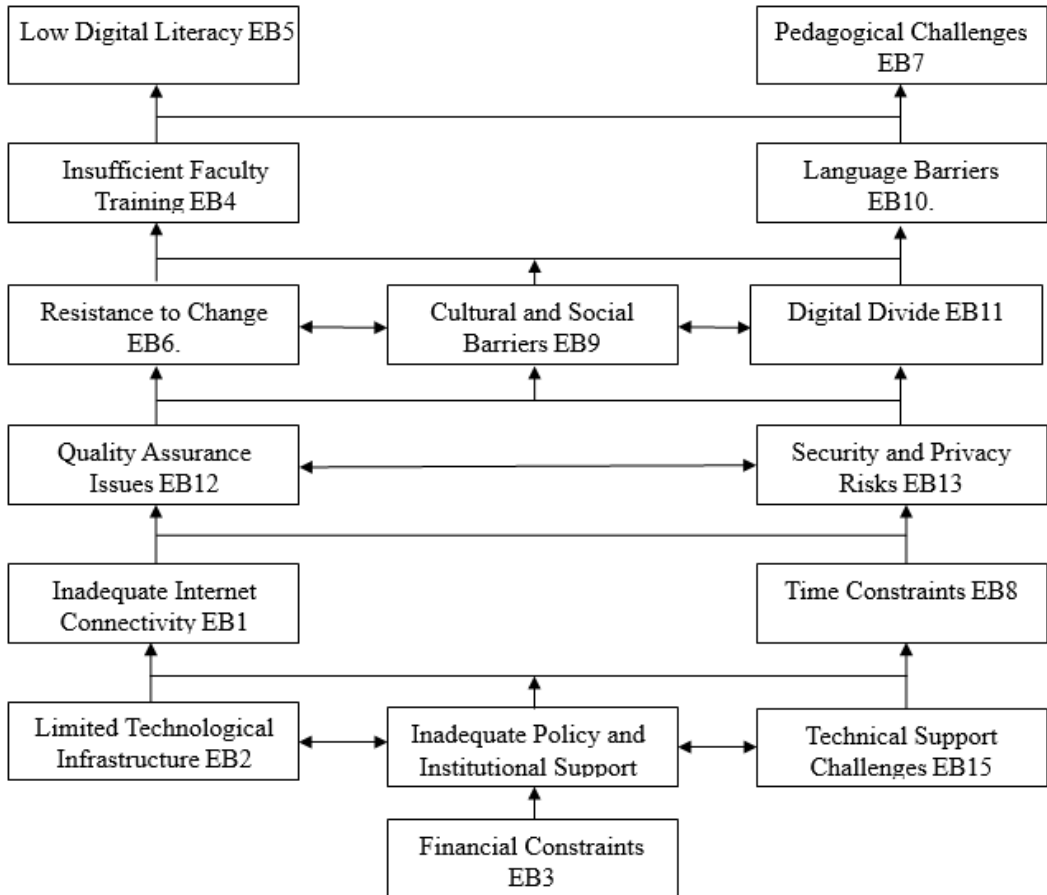 Low Digital Literacy EB5
Pedagogical Challenges
EB7
Insufficient Faculty
Training EB4
Language Barriers
EB10.
Resistance to Change
EB6.
Cultural and Social
Barriers EB9
Digital Divide EB11
Quality Assurance
Issues EB12
Security and Privacy
Risks EB13
Inadequate Internet
Connectivity EB1
Time Constraints EB8
Limited Technological
Infrastructure EB2
Inadequate Policy and
Institutional Support
Technical Support
Challenges EB15
Financial Constraints
EB3